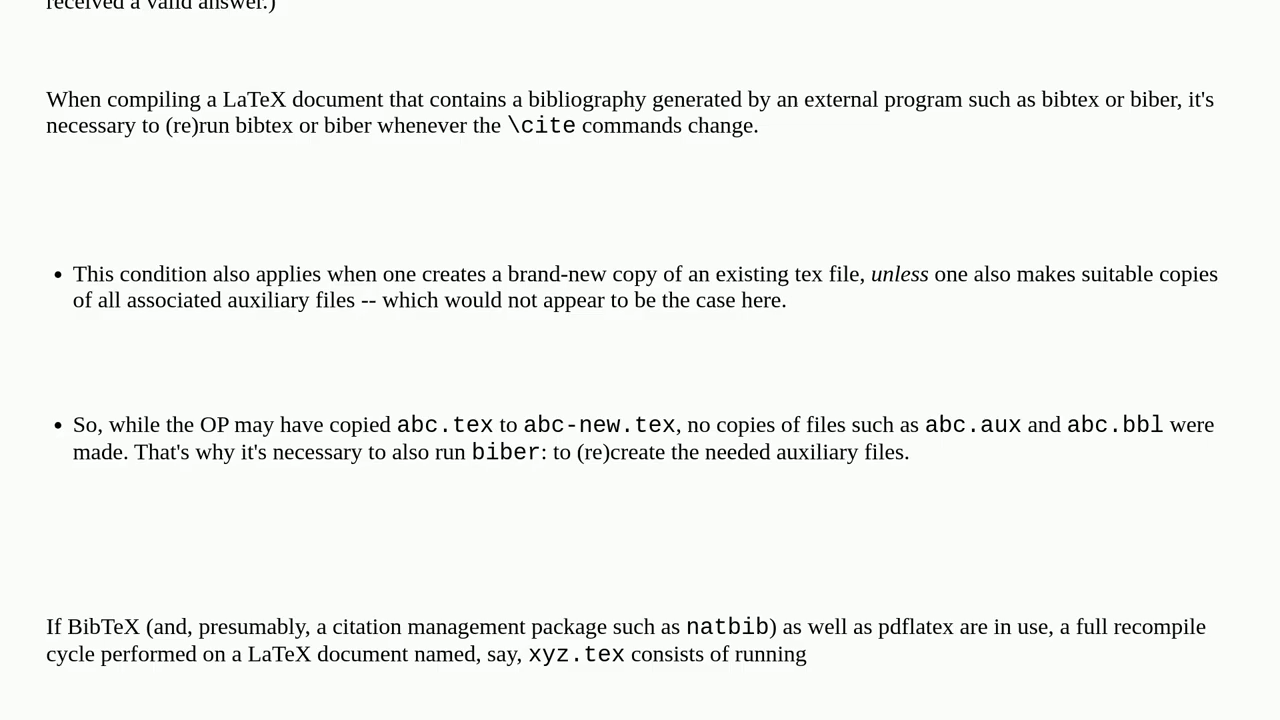 received a valid answer.)
When compiling a LaTeX document that contains a bibliography generated by an external program such as bibtex or biber, it's
necessary to (re)run bibtex or biber whenever the \cite commands change.
• This condition also applies when one creates a brand-new copy of an existing tex file, unless one also makes suitable copies
of all associated auxiliary files -- which would not appear to be the case here.
• So, while the OP may have copied abc.tex to abc-new.tex, no copies of files such as abc.aux and abc.bbl were
made. That's why it's necessary to also run biber: to (re)create the needed auxiliary files.
If BibTeX (and, presumably, a citation management package such as natbib) as well as pdflatex are in use, a full recompile
cycle performed on a LaTeX document named, say, xyz.tex consists of running